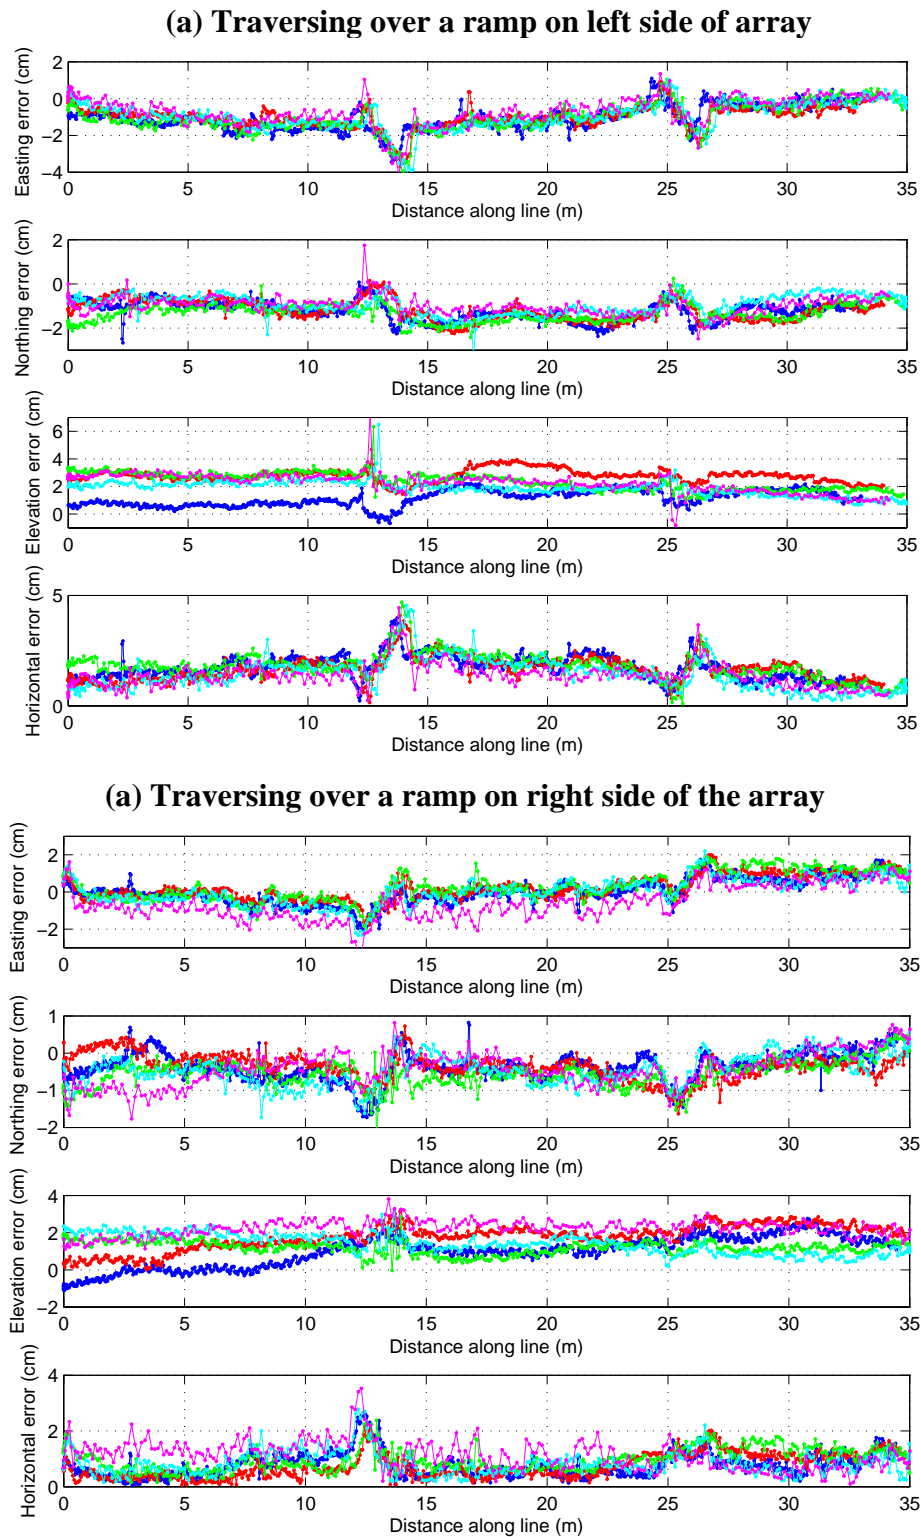 (a) Traversing over a ramp on left side of array
Easting error (cm)
2
0
−2
−4
0 5 10 15 20 25 30 35
Distance along line (m)
Northing error (cm)
2
0
−2
0 5 10 15 20 25 30 35
Distance along line (m)
Elevation error (cm)
6
4
2
0
0 5 10 15 20 25 30 35
Distance along line (m)
Horizontal error (cm)
5
0
0 5 10 15 20 25 30 35
Distance along line (m)
(a) Traversing over a ramp on right side of the array
Easting error (cm)
2
0
−2
0 5 10 15 20 25 30 35
Distance along line (m)
Northing error (cm)
1
0
−1
−2
0 5 10 15 20 25 30 35
Distance along line (m)
Elevation error (cm)
4
2
0
−2
0 5 10 15 20 25 30 35
Distance along line (m)
Horizontal error (cm)
4
2
0
0 5 10 15 20 25 30 35
Distance along line (m)